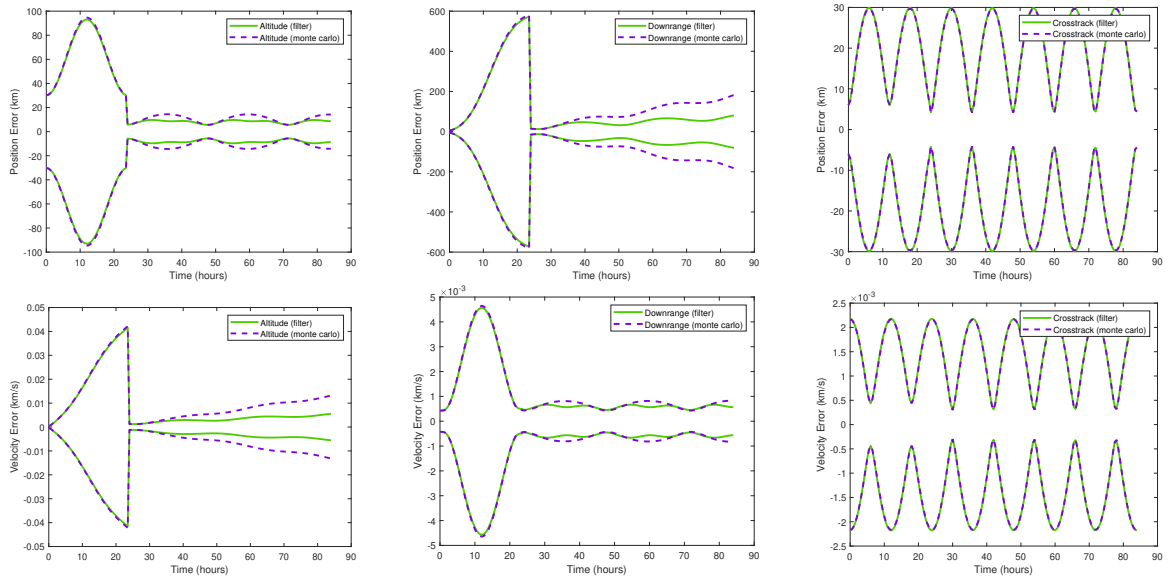 100
80
60
40
20
0
-20
-40
-60
-80
-100
Position Error (km)
0 10 20 30 40 50 60 70 80 90
Time (hours)
Altitude (filter)
Altitude (monte carlo)
600
400
200
0
-200
-400
-600
Position Error (km)
0 10 20 30 40 50 60 70 80 90
Time (hours)
Downrange (filter)
Downrange (monte carlo)
30
20
10
0
-10
-20
-30
Position Error (km)
0 10 20 30 40 50 60 70 80 90
Time (hours)
Crosstrack (filter)
Crosstrack (monte carlo)
0.05
0.04
0.03
0.02
0.01
0
-0.01
-0.02
-0.03
-0.04
-0.05
Velocity Error (km/s)
0 10 20 30 40 50 60 70 80 90
Time (hours)
Altitude (filter)
Altitude (monte carlo)
×10⁻³
5
4
3
2
1
0
-1
-2
-3
-4
-5
Velocity Error (km/s)
0 10 20 30 40 50 60 70 80 90
Time (hours)
Downrange (filter)
Downrange (monte carlo)
×10⁻³
2.5
2
1.5
1
0.5
0
-0.5
-1
-1.5
-2
-2.5
Velocity Error (km/s)
0 10 20 30 40 50 60 70 80 90
Time (hours)
Crosstrack (filter)
Crosstrack (monte carlo)